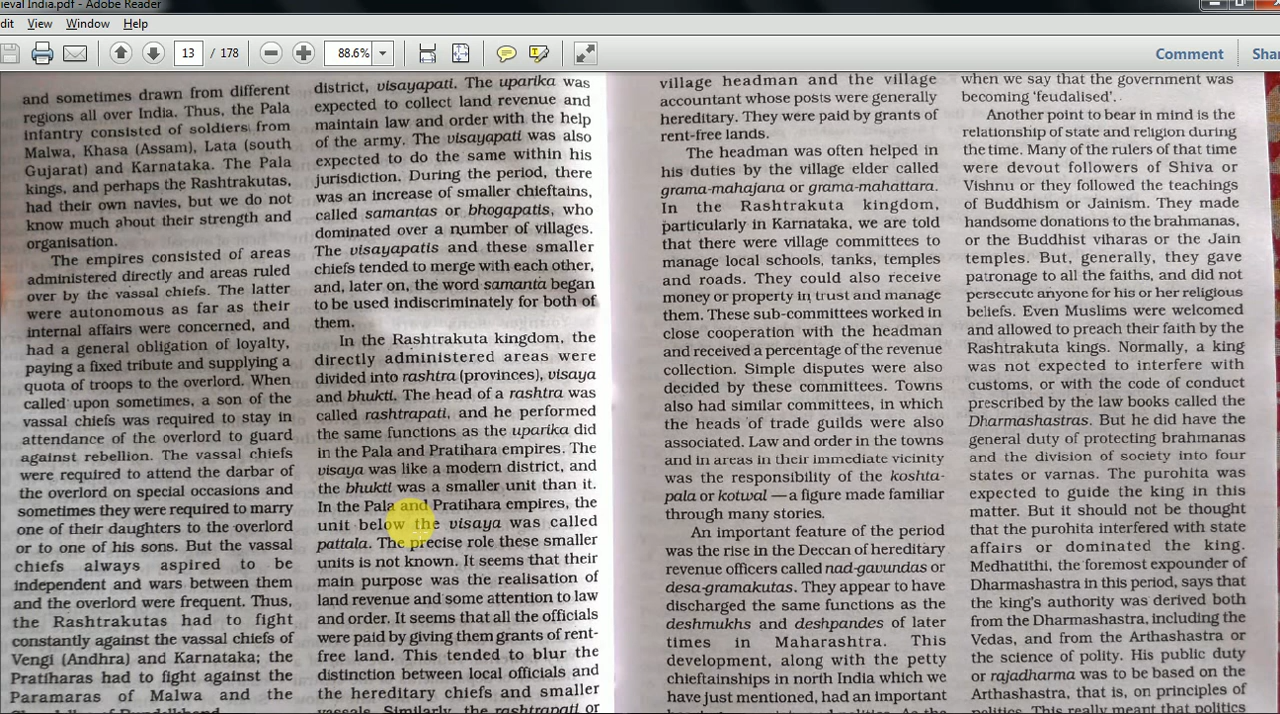 ieval India.pdf - Adobe Reader
dit View Window Help
13 / 178
88.6%
Comment
Shar
and sometimes drawn from different
regions all over India. Thus, the Pala
infantry consisted of soldiers from
Malwa, Khasa (Assam), Lata (south
Gujarat) and Karnataka. The Pala
kings, and perhaps the Rashtrakutas,
had their own navies, but we do not
know much about their strength and
organisation.
The empires consisted of areas
administered directly and areas ruled
over by the vassal chiefs. The latter
were autonomous as far as their
internal affairs were concerned, and
had a general obligation of loyalty,
paying a fixed tribute and supplying a
quota of troops to the overlord. When
called upon sometimes, a son of the
vassal chiefs was required to stay in
attendance of the overlord to guard
against rebellion. The vassal chiefs
were required to attend the darbar of
the overlord on special occasions and
sometimes they were required to marry
one of their daughters to the overlord
or to one of his sons. But the vassal
chiefs always aspired to be
independent and wars between them
and the overlord were frequent. Thus,
the Rashtrakutas had to fight
constantly against the vassal chiefs of
Vengi (Andhra) and Karnataka; the
Pratiharas had to fight against the
Paramaras of Malwa and the
district, visayapati. The uparika was
expected to collect land revenue and
maintain law and order with the help
of the army. The visayapati was also
expected to do the same within his
jurisdiction. During the period, there
was an increase of smaller chieftains,
called samantas or bhogapatis, who
dominated over a number of villages.
The visayapatis and these smaller
chiefs tended to merge with each other,
and, later on, the word samanta began
to be used indiscriminately for both of
them.
In the Rashtrakuta kingdom, the
directly administered areas were
divided into rashtra (provinces), visaya
and bhukti. The head of a rashtra was
called rashtrapati, and he performed
the same functions as the uparika did
in the Pala and Pratihara empires. The
visaya was like a modern district, and
the bhukti was a smaller unit than it.
In the Pala and Pratihara empires, the
unit below the visaya was called
pattala. The precise role these smaller
units is not known. It seems that their
main purpose was the realisation of
land revenue and some attention to law
and order. It seems that all the officials
were paid by giving them grants of rent-
free land. This tended to blur the
distinction between local officials and
the hereditary chiefs and smaller
vassals. Similarly, the rashtrapati or
village headman and the village
accountant whose posts were generally
hereditary. They were paid by grants of
rent-free lands.
The headman was often helped in
his duties by the village elder called
grama-mahajana or grama-mahattara.
In the Rashtrakuta kingdom,
particularly in Karnataka, we are told
that there were village committees to
manage local schools, tanks, temples
and roads. They could also receive
money or property in trust and manage
them. These sub-committees worked in
close cooperation with the headman
and received a percentage of the revenue
collection. Simple disputes were also
decided by these committees. Towns
also had similar committees, in which
the heads of trade guilds were also
associated. Law and order in the towns
and in areas in their immediate vicinity
was the responsibility of the koshta-
pala or kotwal — a figure made familiar
through many stories.
An important feature of the period
was the rise in the Deccan of hereditary
revenue officers called nad-gavundas or
desa-gramakutas. They appear to have
discharged the same functions as the
deshmukhs and deshpandes of later
times in Maharashtra. This
development, along with the petty
chieftainships in north India which we
have just mentioned, had an important
when we say that the government was
becoming 'feudalised'.
Another point to bear in mind is the
relationship of state and religion during
the time. Many of the rulers of that time
were devout followers of Shiva or
Vishnu or they followed the teachings
of Buddhism or Jainism. They made
handsome donations to the brahmanas,
or the Buddhist viharas or the Jain
temples. But, generally, they gave
patronage to all the faiths, and did not
persecute anyone for his or her religious
beliefs. Even Muslims were welcomed
and allowed to preach their faith by the
Rashtrakuta kings. Normally, a king
was not expected to interfere with
customs, or with the code of conduct
prescribed by the law books called the
Dharmashastras. But he did have the
general duty of protecting brahmanas
and the division of society into four
states or varnas. The purohita was
expected to guide the king in this
matter. But it should not be thought
that the purohita interfered with state
affairs or dominated the king.
Medhatithi, the foremost expounder of
Dharmashastra in this period, says that
the king's authority was derived both
from the Dharmashastra, including the
Vedas, and from the Arthashastra or
the science of polity. His public duty
or rajadharma was to be based on the
Arthashastra, that is, on principles of
politics. This really meant that politics